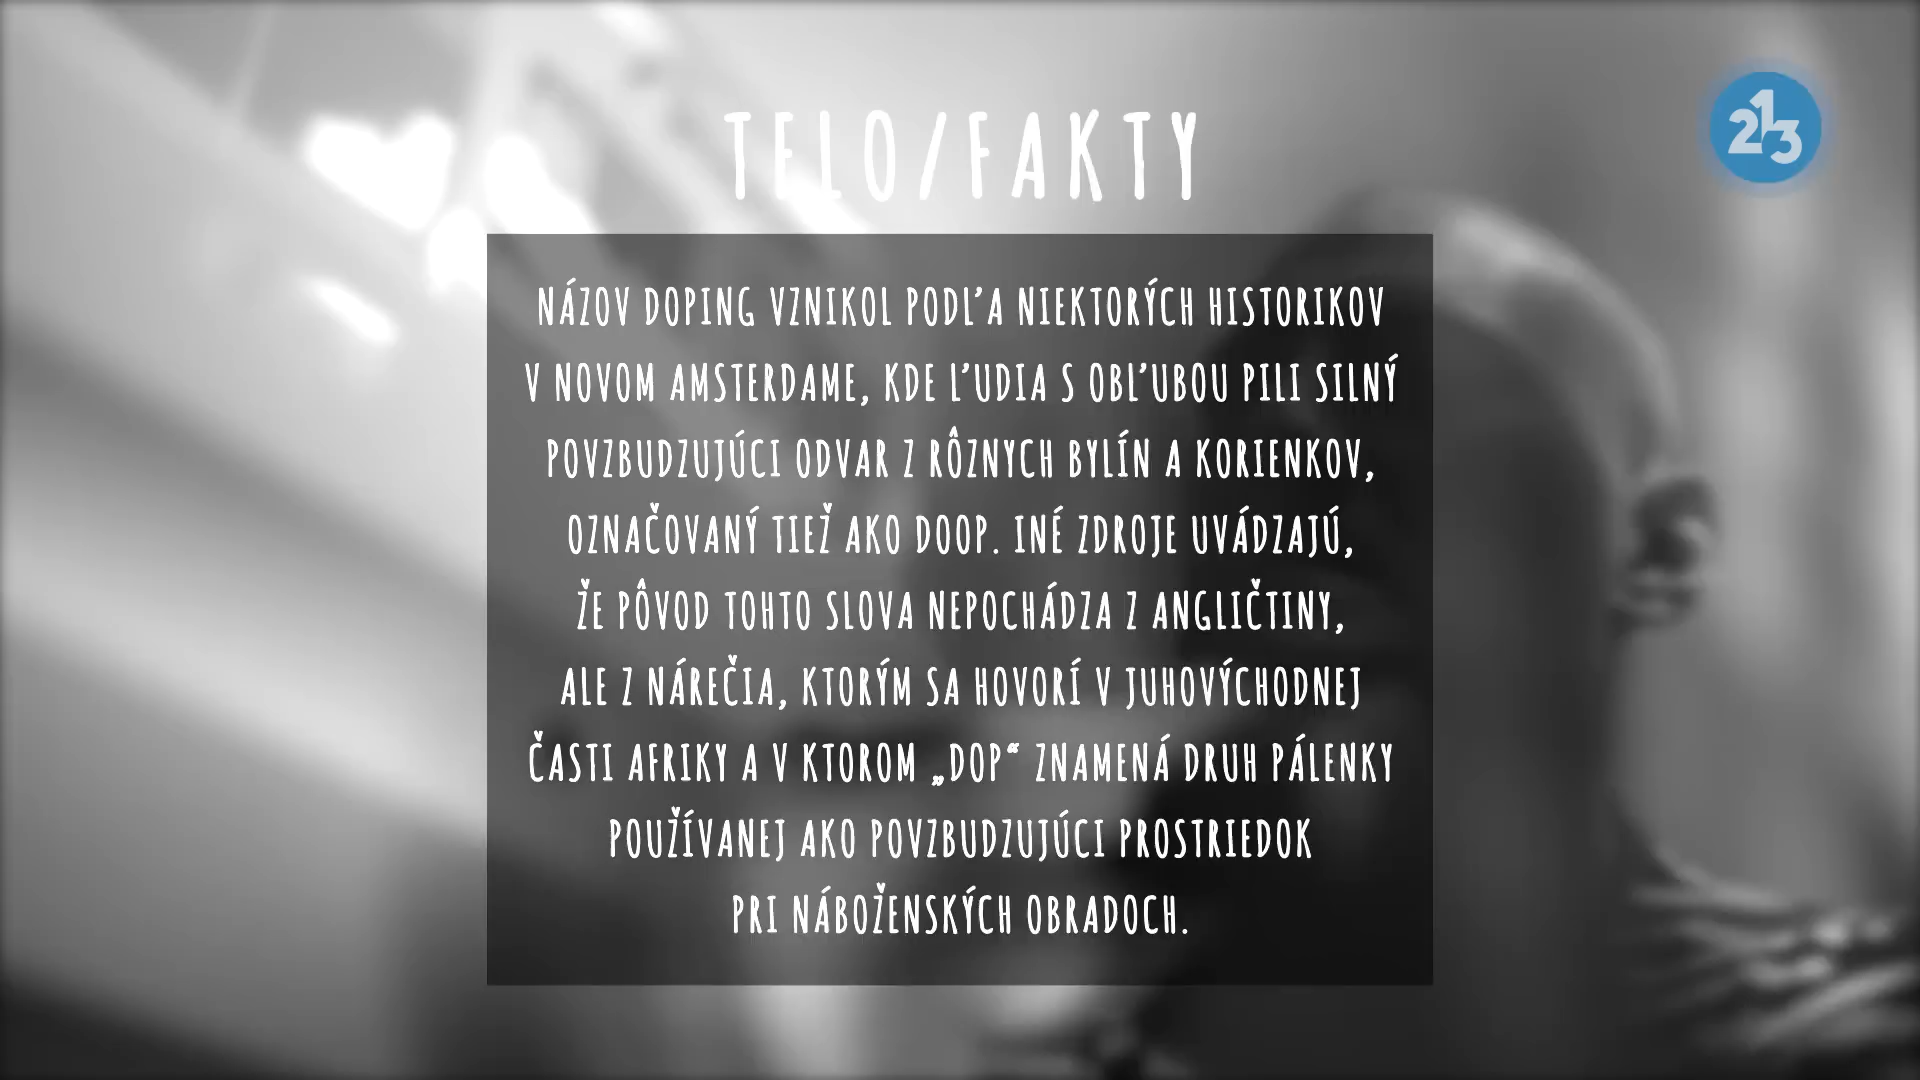 TELO/FAKTY
213
NÁZOV DOPING VZNIKOL PODĽA NIEKTORÝCH HISTORIKOV
V NOVOM AMSTERDAME, KDE ĽUDIA S OBĽUBOU PILI SILNÝ
POVZBUDZUJÚCI ODVAR Z RÔZNYCH BYLÍN A KORIENKOV,
OZNAČOVANÝ TIEŽ AKO DOOP. INÉ ZDROJE UVÁDZAJÚ,
ŽE PÔVOD TOHTO SLOVA NEPOCHÁDZA Z ANGLIČTINY,
ALE Z NÁREČIA, KTORÝM SA HOVORÍ V JUHOVÝCHODNEJ
ČASTI AFRIKY A V KTOROM „DOP“ ZNAMENÁ DRUH PÁLENKY
POUŽÍVANEJ AKO POVZBUDZUJÚCI PROSTRIEDOK
PRI NÁBOŽENSKÝCH OBRADOCH.